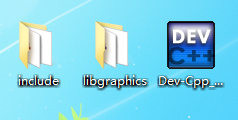 DEV
C++
include
libgraphics
Dev-Cpp_...